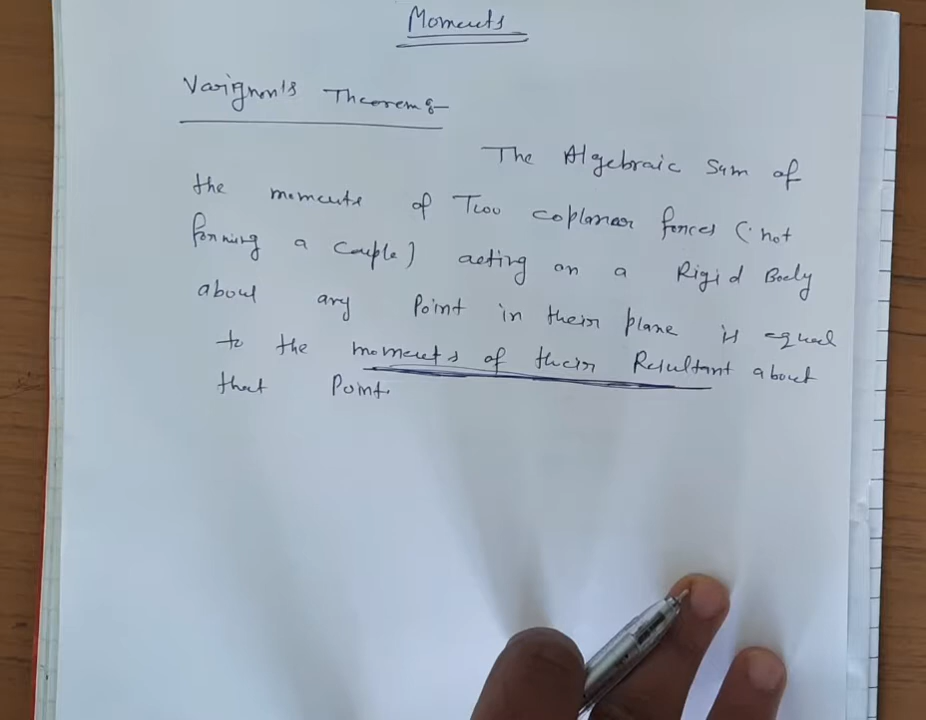 Moments
Varignon's Theorem :-
The Algebraic Sum of
the moments of Two coplanar forces (not
forming a couple) acting on a Rigid Body
about any Point in their plane is equal
to the moments of their Resultant about
that Point.